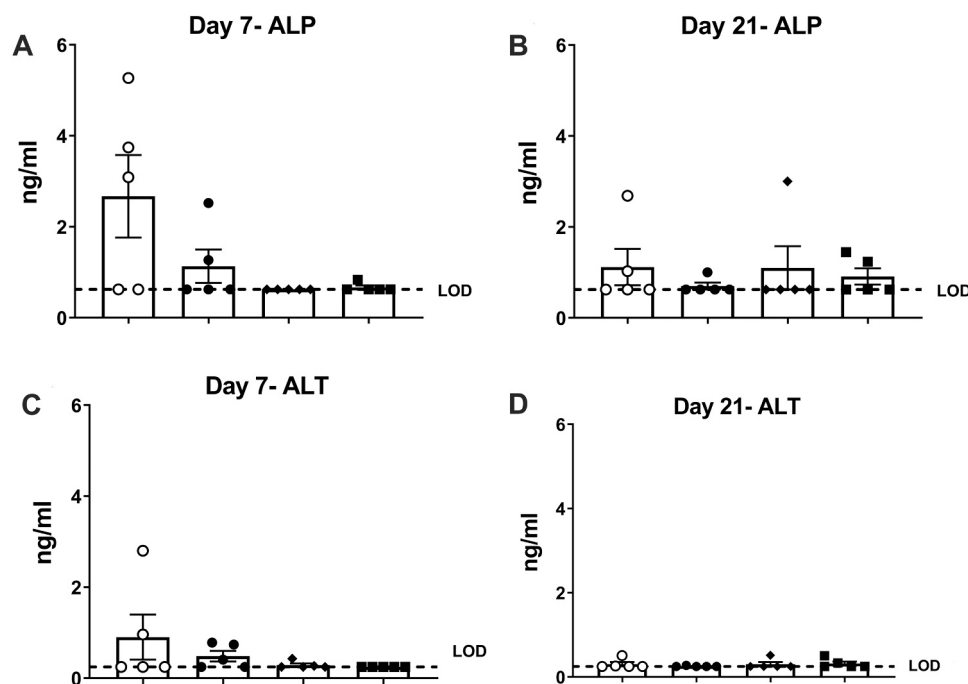 A
Day 7- ALP
6
4
2
0
ng/ml
LOD
B
Day 21- ALP
6
4
2
0
ng/ml
LOD
C
Day 7- ALT
6
4
2
0
ng/ml
LOD
D
Day 21- ALT
6
4
2
0
ng/ml
LOD